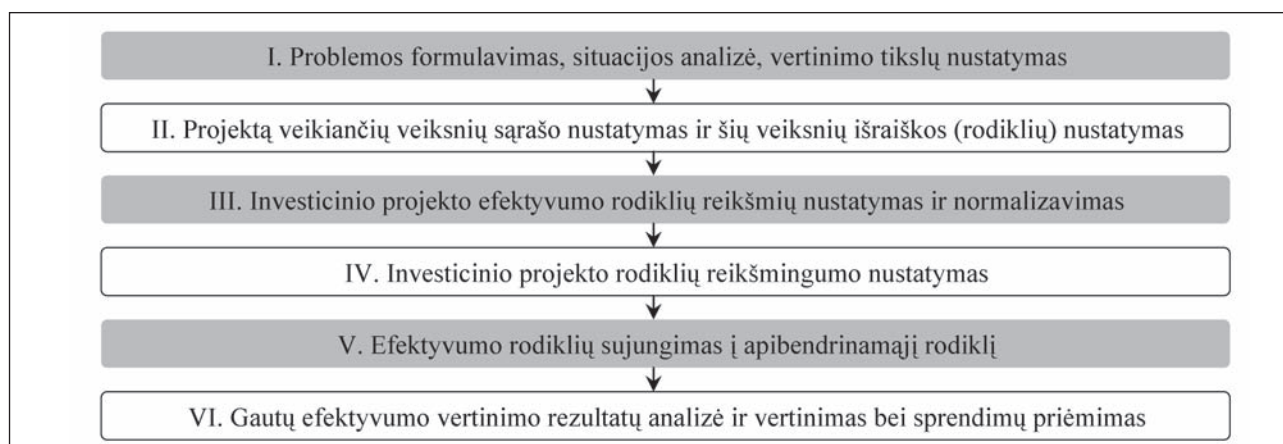 I. Problemos formulavimas, situacijos analizė, vertinimo tikslų nustatymas
II. Projektą veikiančių veiksnių sąrašo nustatymas ir šių veiksnių išraiškos (rodiklių) nustatymas
III. Investicinio projekto efektyvumo rodiklių reikšmių nustatymas ir normalizavimas
IV. Investicinio projekto rodiklių reikšmingumo nustatymas
V. Efektyvumo rodiklių sujungimas į apibendrinamąjį rodiklį
VI. Gautų efektyvumo vertinimo rezultatų analizė ir vertinimas bei sprendimų priėmimas